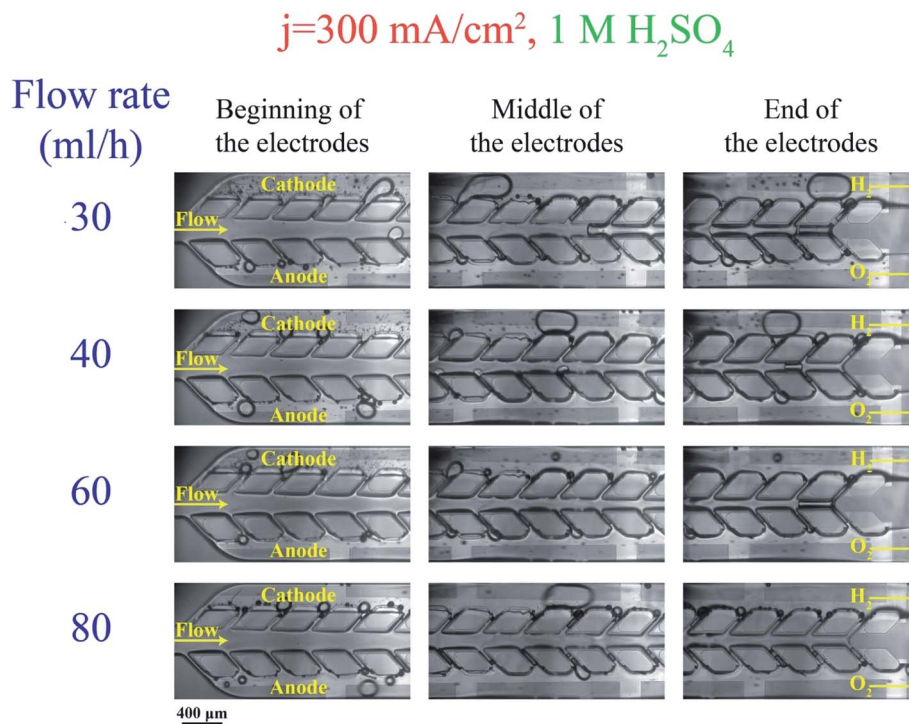 j=300 mA/cm², 1 M H₂SO₄
Flow rate
(ml/h)
Beginning of
the electrodes
Middle of
the electrodes
End of
the electrodes
30
Cathode
Flow
Anode
H₂
O₂
40
Cathode
Flow
Anode
H₂
O₂
60
Cathode
Flow
Anode
H₂
O₂
80
Cathode
Flow
Anode
H₂
O₂
400 µm